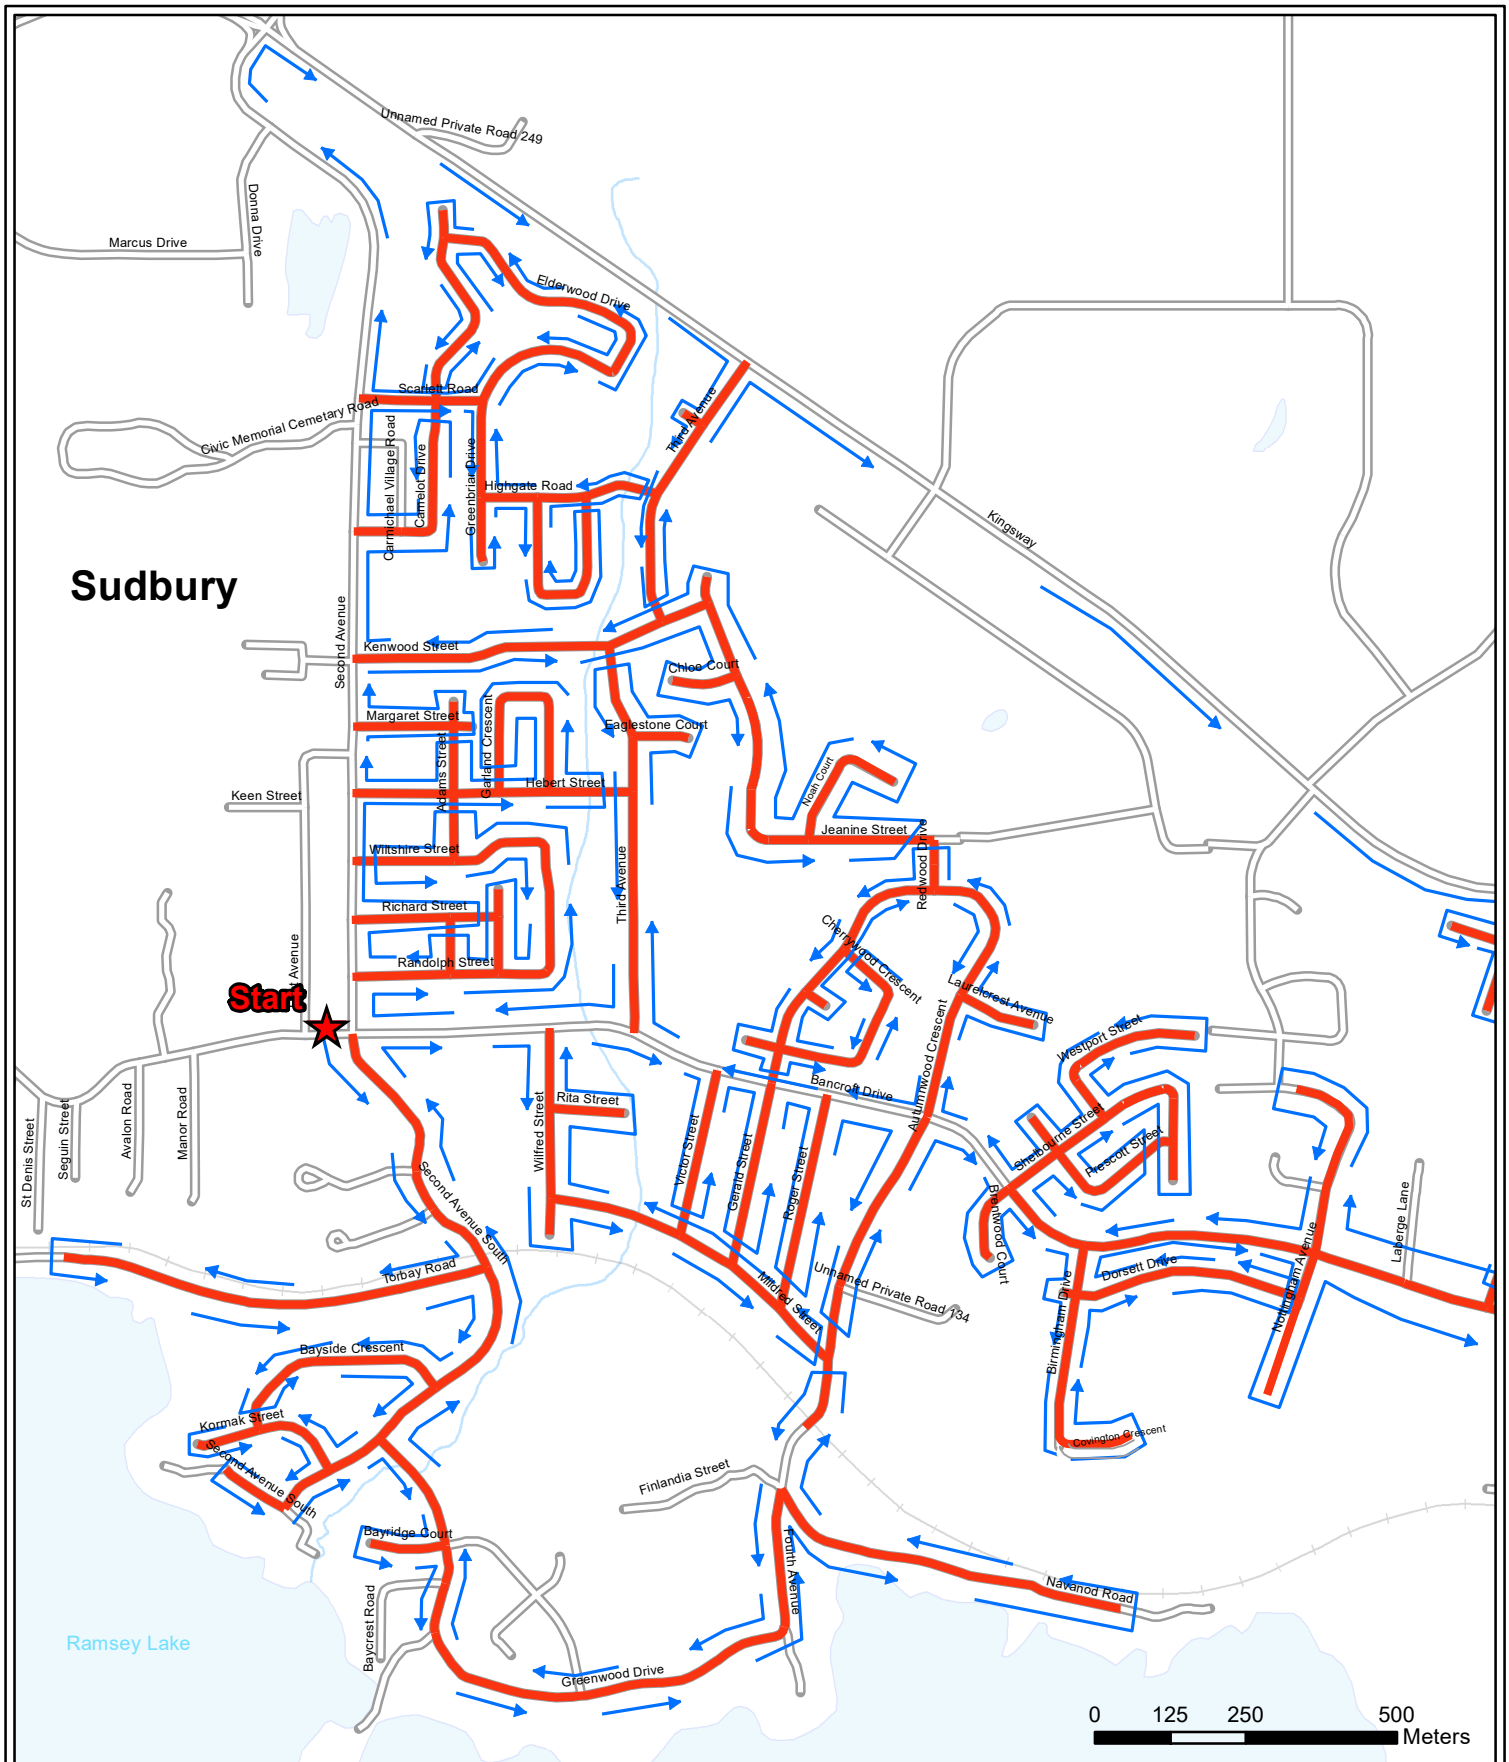 Unnamed Private Road 249
Donna Drive
Marcus Drive
Elderwood Drive
Scarlett Road
Civic Memorial Cemetary Road
Third Avenue
Carmichael Village Road
Camelot Drive
Greenbriar Drive
Highgate Road
Kingsway
Sudbury
Second Avenue
Kenwood Street
Chloe Court
Margaret Street
Garland Crescent
Eaglestone Court
Adams Street
Hebert Street
Noah Court
Keen Street
Jeanine Street
Wiltshire Street
Redwood Drive
Third Avenue
Richard Street
Cherrywood Crescent
Randolph Street
Avenue
Start
Laurelcrest Avenue
Westport Street
Bancroft Drive
Autumnwood Crescent
Rita Street
Wilfred Street
Victor Street
Gerald Street
Roger Street
Shelbourne Street
Prescott Street
St Denis Street
Seguin Street
Avalon Road
Manor Road
Second Avenue South
Brentwood Court
Laberge Lane
Torbay Road
Dorsett Drive
Nottingham Avenue
Unnamed Private Road 134
Mildred Street
Birmingham Drive
Bayside Crescent
Kormak Street
Covington Crescent
Second Avenue South
Finlandia Street
Bayridge Court
Fourth Avenue
Navanod Road
Baycrest Road
Ramsey Lake
Greenwood Drive
0 125 250 500
Meters